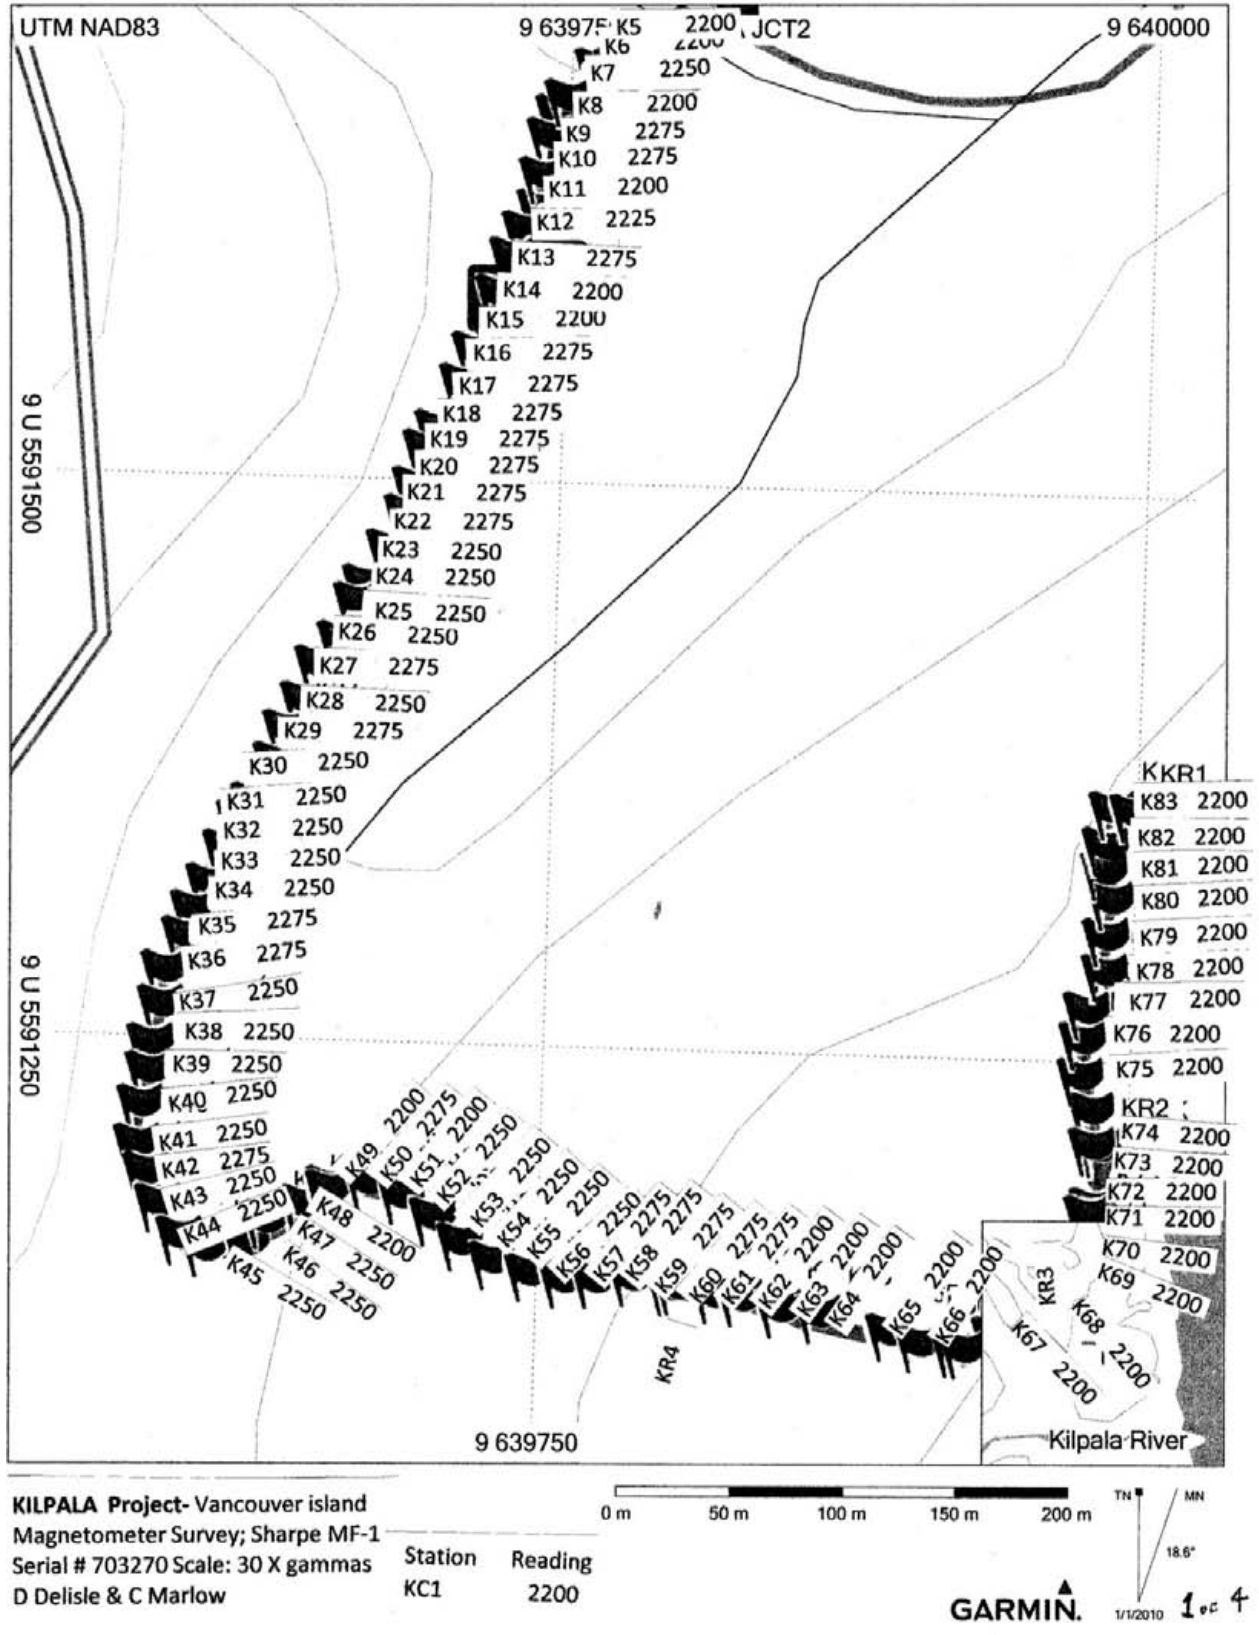 UTM NAD83
9 63975
9 640000
JCT2
K5 2200
K6 2200
K7 2250
K8 2200
K9 2275
K10 2275
K11 2200
K12 2225
K13 2275
K14 2200
K15 2200
K16 2275
K17 2275
K18 2275
K19 2275
K20 2275
K21 2275
K22 2275
K23 2250
K24 2250
K25 2250
K26 2250
K27 2275
K28 2250
K29 2275
K30 2250
K31 2250
K32 2250
K33 2250
K34 2250
K35 2275
K36 2275
K37 2250
K38 2250
K39 2250
K40 2250
K41 2250
K42 2275
K43 2250
K44 2250
K45 2250
K46 2250
K47 2250
K48 2200
K49 2200
K50 2275
K51 2200
K52 2250
K53 2250
K54 2250
K55 2250
K56 2250
K57 2275
K58 2275
K59 2275
K60 2275
K61 2275
K62 2200
K63 2200
K64 2200
K65 2200
K66 2200
K67 2200
K68 2200
K69 2200
K70 2200
K71 2200
K72 2200
K73 2200
K74 2200
KR2
K75 2200
K76 2200
K77 2200
K78 2200
K79 2200
K80 2200
K81 2200
K82 2200
K83 2200
K KR1
KR3
KR4
9 U 5591500
9 U 5591250
9 639750
Kilpala River
KILPALA Project- Vancouver island
Magnetometer Survey; Sharpe MF-1
Serial # 703270 Scale: 30 X gammas
D Delisle & C Marlow
Station Reading
KC1 2200
0 m 50 m 100 m 150 m 200 m
TN MN
18.6°
GARMIN.
1/1/2010
1 of 4